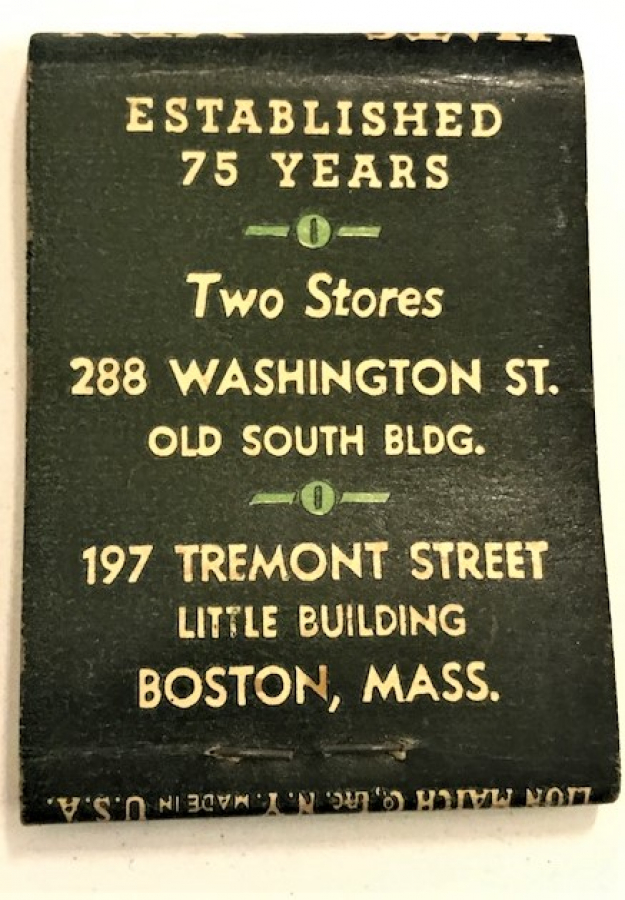 ESTABLISHED
75 YEARS
Two Stores
288 WASHINGTON ST.
OLD SOUTH BLDG.
197 TREMONT STREET
LITTLE BUILDING
BOSTON, MASS.
LION MATCH Co., Inc. N.Y. MADE IN U.S.A.